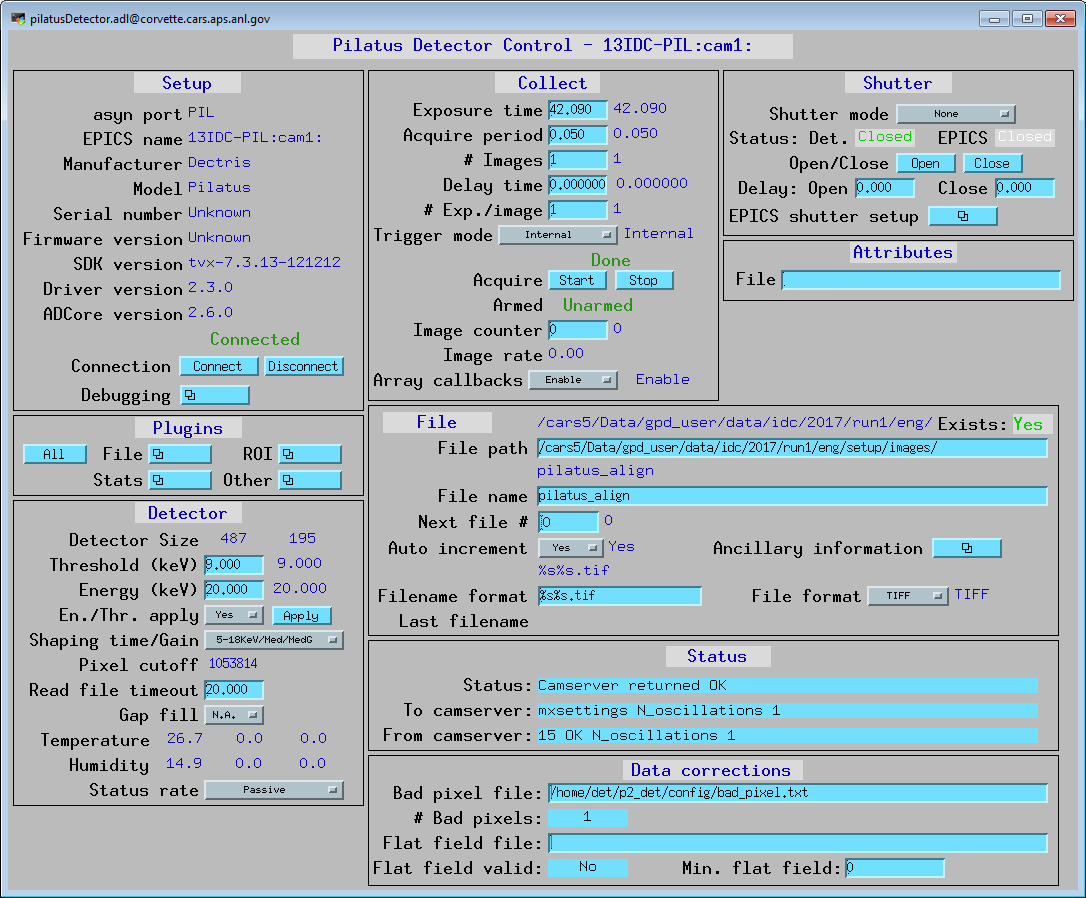 pilatusDetector.adl@corvette.cars.aps.anl.gov
Pilatus Detector Control - 13IDC-PIL:cam1:
Setup
asyn port PIL
EPICS name 13IDC-PIL:cam1:
Manufacturer Dectris
Model Pilatus
Serial number Unknown
Firmware version Unknown
SDK version tvx-7.3.13-121212
Driver version 2.3.0
ADCore version 2.6.0
Connected
Connection Connect Disconnect
Debugging
Plugins
All File ROI
Stats Other
Detector
Detector Size 487 195
Threshold (keV) 9.000 9.000
Energy (keV) 20.000 20.000
En./Thr. apply Yes Apply
Shaping time/Gain 5-18KeV/Med/MedG
Pixel cutoff 1053814
Read file timeout 20.000
Gap fill N.A.
Temperature 26.7 0.0 0.0
Humidity 14.9 0.0 0.0
Status rate Passive
Collect
Exposure time 42.090 42.090
Acquire period 0.050 0.050
# Images 1 1
Delay time 0.000000 0.000000
# Exp./image 1 1
Trigger mode Internal Internal
Done
Acquire Start Stop
Armed Unarmed
Image counter 0 0
Image rate 0.00
Array callbacks Enable Enable
Shutter
Shutter mode None
Status: Det. Closed EPICS Closed
Open/Close Open Close
Delay: Open 0.000 Close 0.000
EPICS shutter setup
Attributes
File
File /cars5/Data/gpd_user/data/idc/2017/run1/eng/ Exists: Yes
File path /cars5/Data/gpd_user/data/idc/2017/run1/eng/setup/images/
pilatus_align
File name pilatus_align
Next file # 0 0
Auto increment Yes Yes Ancillary information
%s%s.tif
Filename format %s%s.tif File format TIFF TIFF
Last filename
Status
Status: Camserver returned OK
To camserver: mxsettings N_oscillations 1
From camserver: 15 OK N_oscillations 1
Data corrections
Bad pixel file: /home/det/p2_det/config/bad_pixel.txt
# Bad pixels: 1
Flat field file:
Flat field valid: No Min. flat field: 0